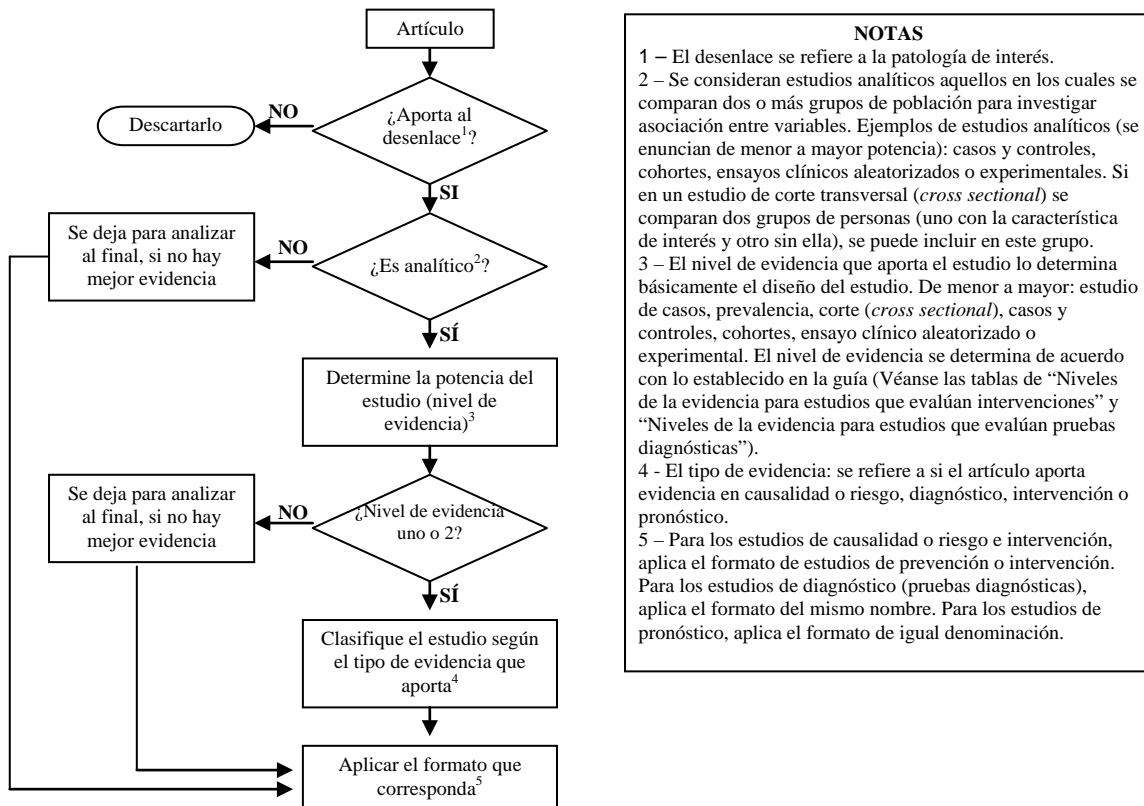 Artículo
¿Aporta al
desenlace1?
NO
Descartarlo
SI
¿Es analítico2?
NO
Se deja para analizar
al final, si no hay
mejor evidencia
SÍ
Determine la potencia del
estudio (nivel de
evidencia)3
¿Nivel de evidencia
uno o 2?
NO
Se deja para analizar
al final, si no hay
mejor evidencia
SÍ
Clasifique el estudio según
el tipo de evidencia que
aporta4
Aplicar el formato que
corresponda5
NOTAS
1 – El desenlace se refiere a la patología de interés.
2 – Se consideran estudios analíticos aquellos en los cuales se
comparan dos o más grupos de población para investigar
asociación entre variables. Ejemplos de estudios analíticos (se
enuncian de menor a mayor potencia): casos y controles,
cohortes, ensayos clínicos aleatorizados o experimentales. Si
en un estudio de corte transversal (cross sectional) se
comparan dos grupos de personas (uno con la característica
de interés y otro sin ella), se puede incluir en este grupo.
3 – El nivel de evidencia que aporta el estudio lo determina
básicamente el diseño del estudio. De menor a mayor: estudio
de casos, prevalencia, corte (cross sectional), casos y
controles, cohortes, ensayo clínico aleatorizado o
experimental. El nivel de evidencia se determina de acuerdo
con lo establecido en la guía (Véanse las tablas de “Niveles
de la evidencia para estudios que evalúan intervenciones” y
“Niveles de la evidencia para estudios que evalúan pruebas
diagnósticas”).
4 - El tipo de evidencia: se refiere a si el artículo aporta
evidencia en causalidad o riesgo, diagnóstico, intervención o
pronóstico.
5 – Para los estudios de causalidad o riesgo e intervención,
aplica el formato de estudios de prevención o intervención.
Para los estudios de diagnóstico (pruebas diagnósticas),
aplica el formato del mismo nombre. Para los estudios de
pronóstico, aplica el formato de igual denominación.